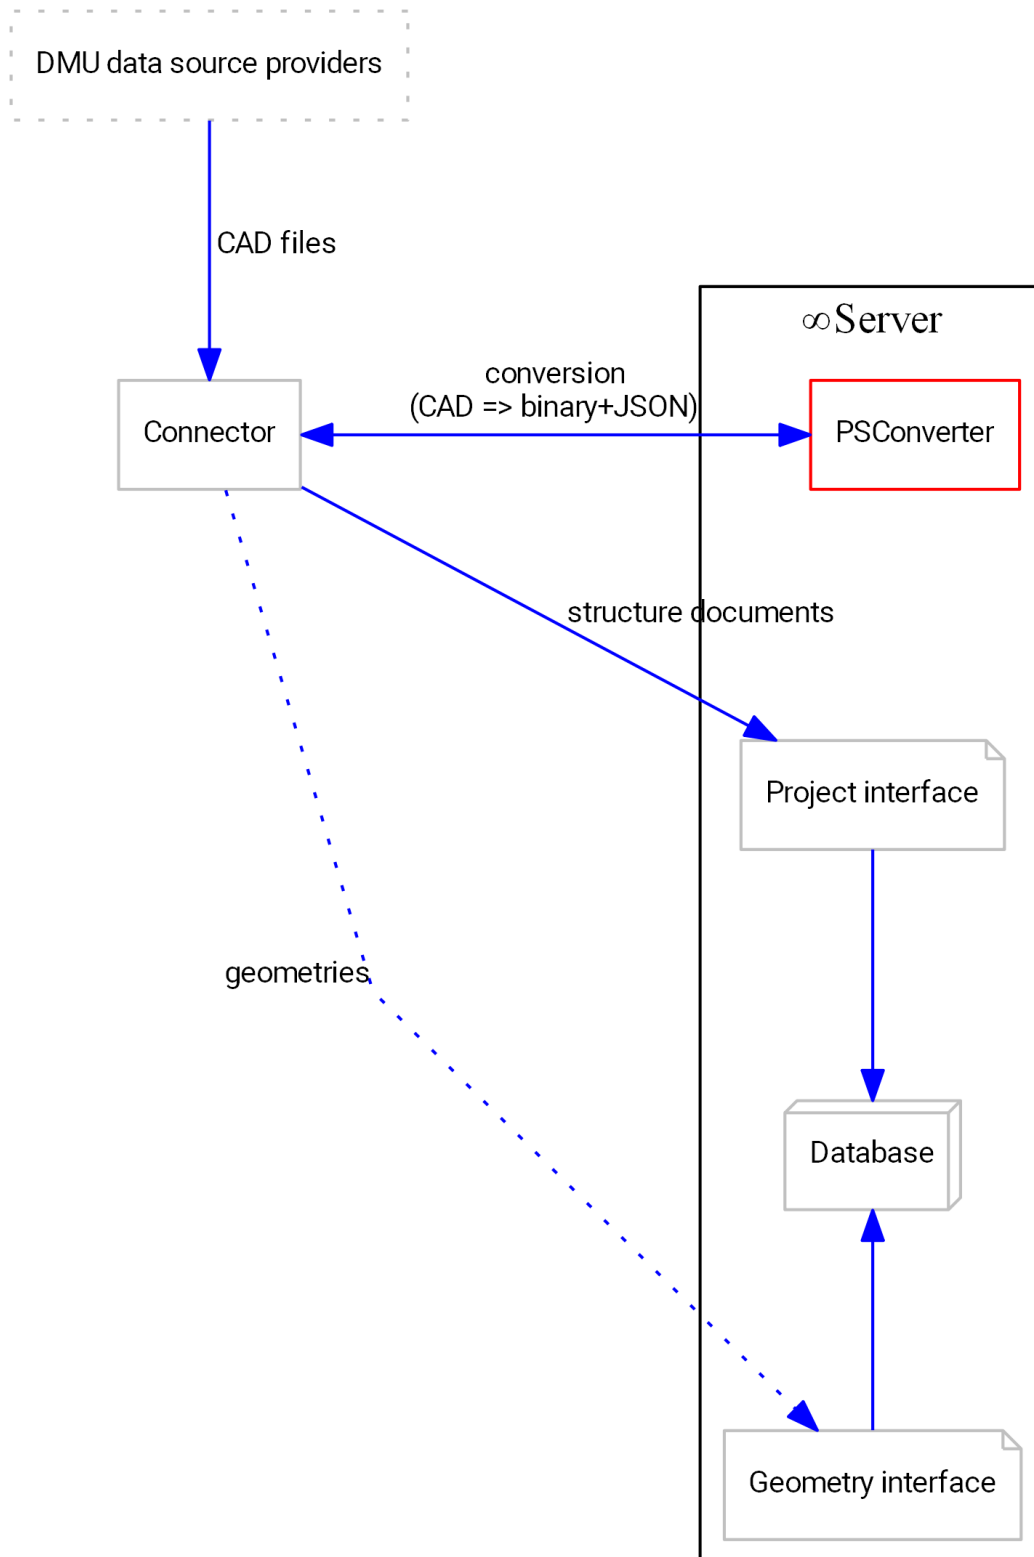 DMU data source providers
CAD files
∞Server
conversion
(CAD => binary+JSON)
Connector
PSConverter
structure documents
Project interface
geometries
Database
Geometry interface